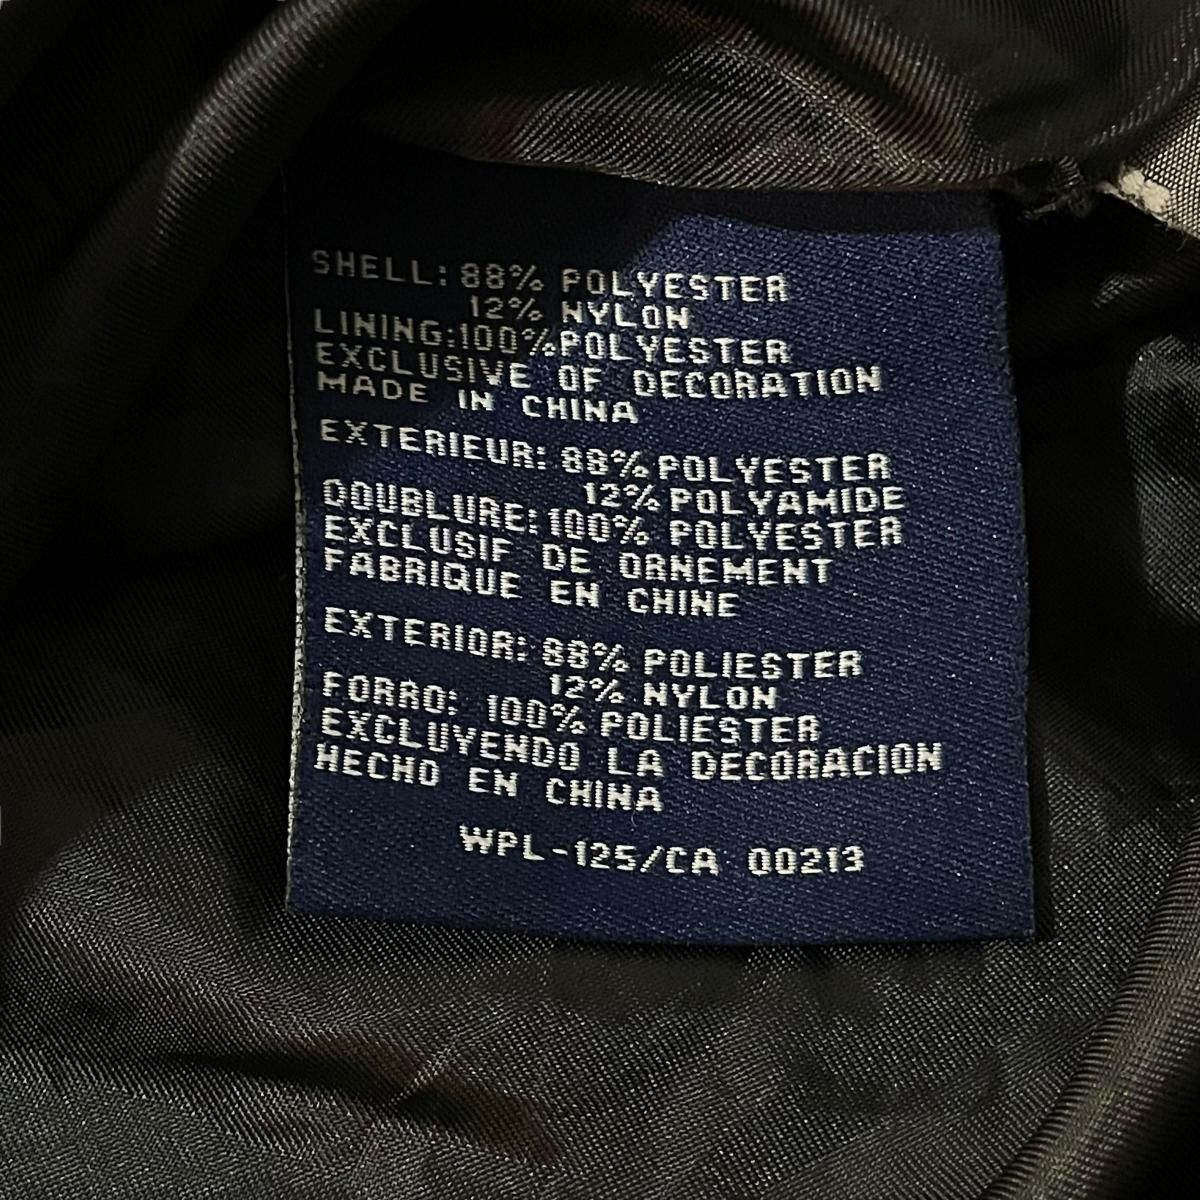 SHELL: 88% POLYESTER
12% NYLON
LINING:100%POLYESTER
EXCLUSIVE OF DECORATION
MADE IN CHINA
EXTERIEUR: 88% POLYESTER
12% POLYAMIDE
DOUBLURE: 100% POLYESTER
EXCLUSIF DE ORNEMENT
FABRIQUE EN CHINE
EXTERIOR: 88% POLIESTER
12% NYLON
FORRO: 100% POLIESTER
EXCLUYENDO LA DECORACION
HECHO EN CHINA
WPL-125/CA 00213